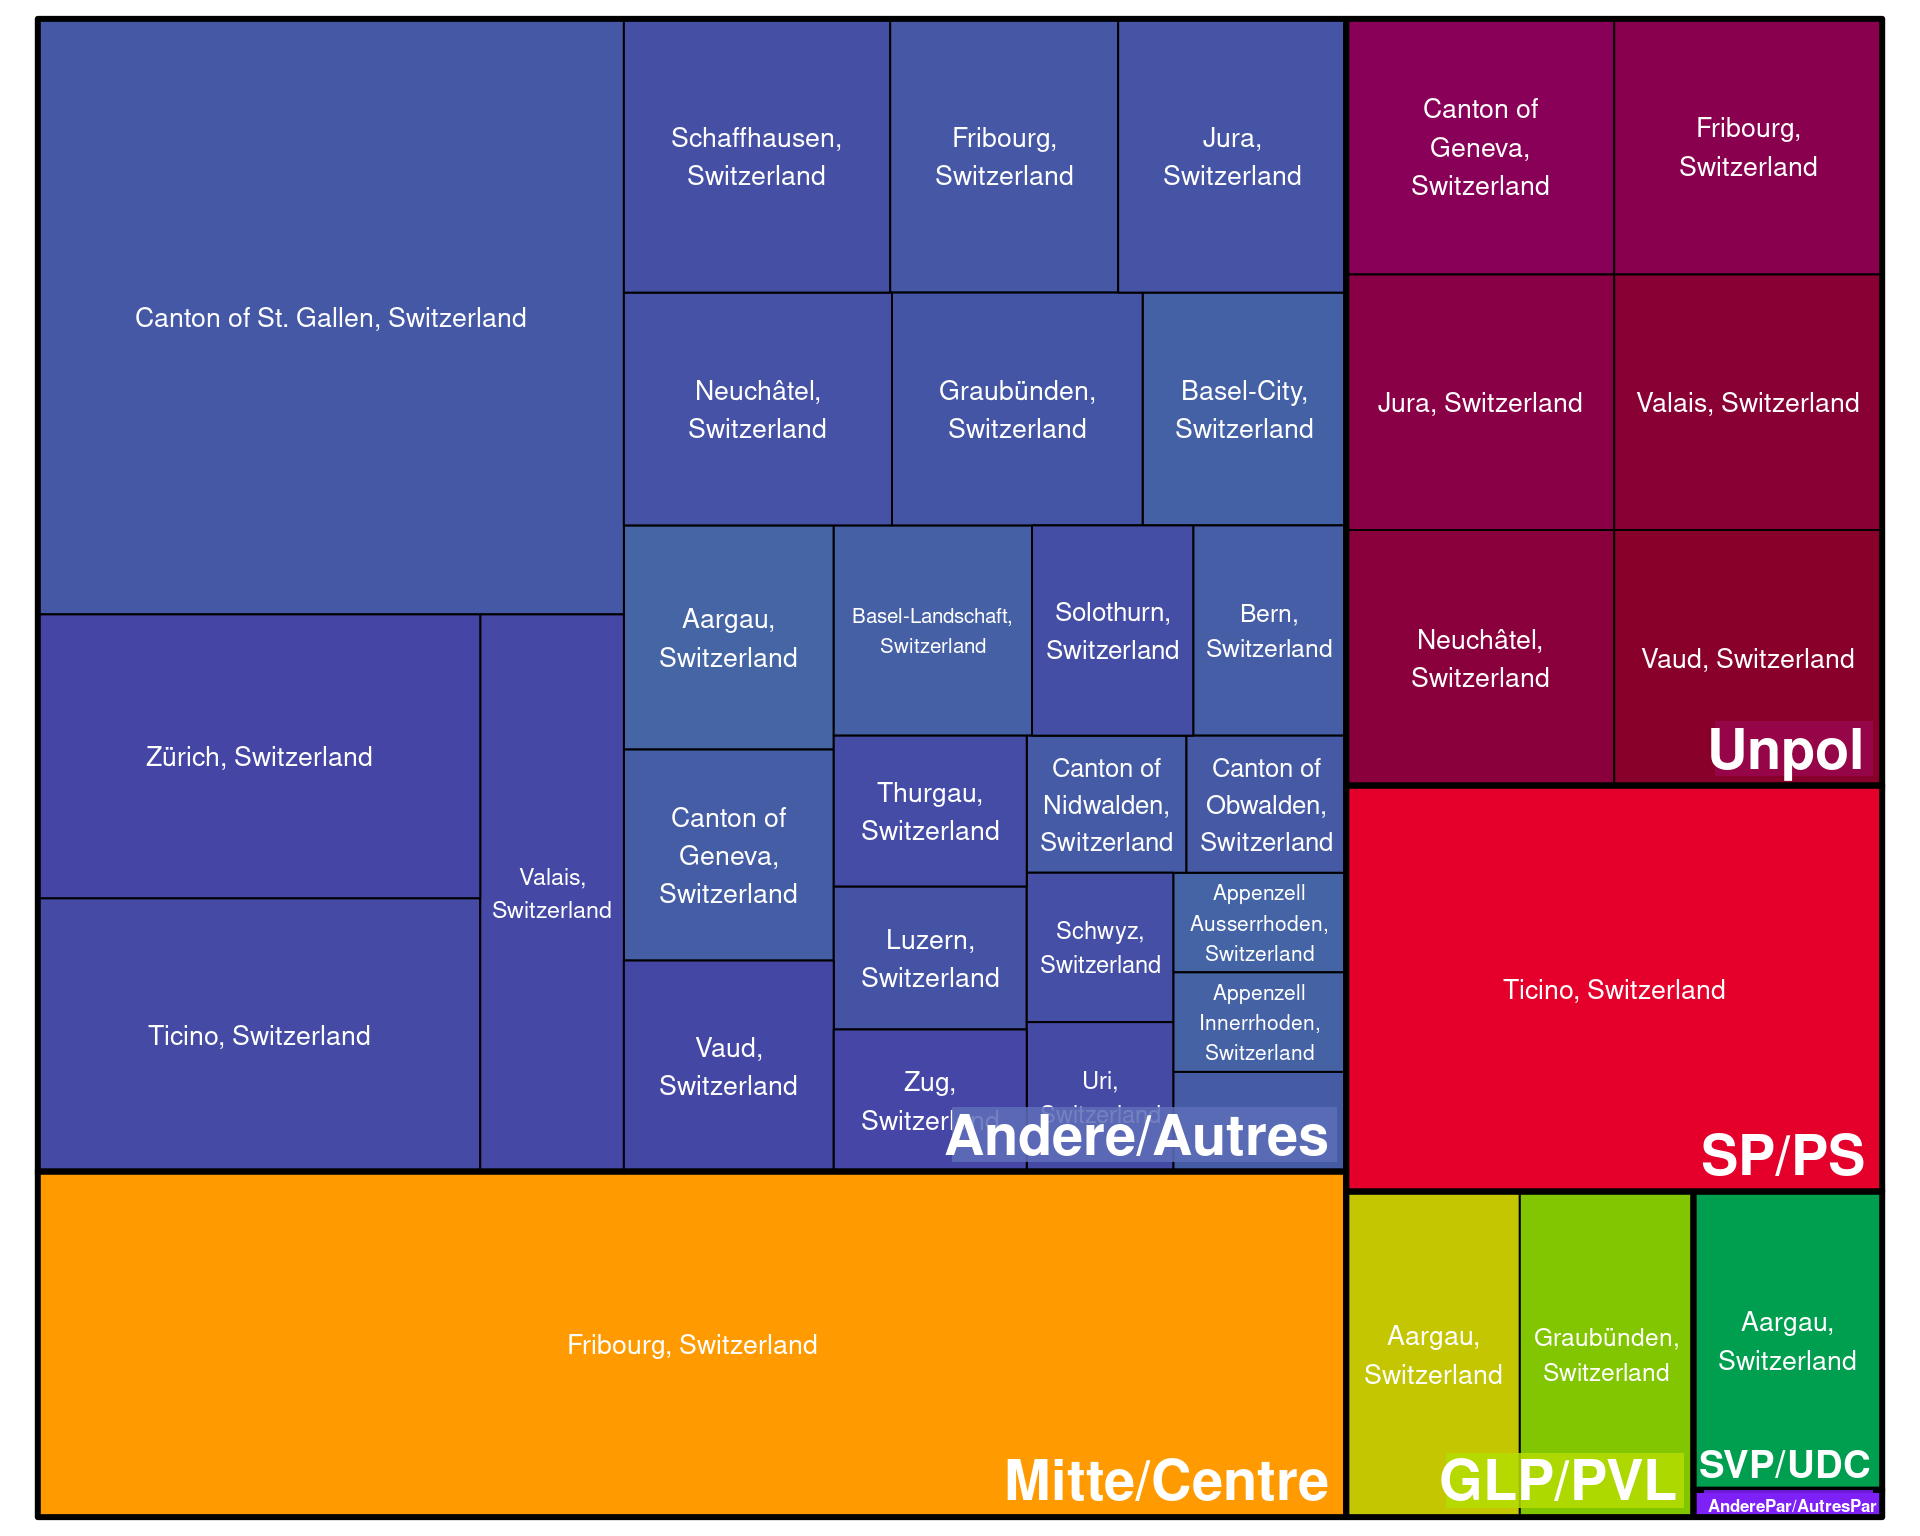 Canton of St. Gallen, Switzerland
Schaffhausen,
Switzerland
Fribourg,
Switzerland
Jura,
Switzerland
Neuchâtel,
Switzerland
Graubünden,
Switzerland
Basel-City,
Switzerland
Zürich, Switzerland
Ticino, Switzerland
Valais,
Switzerland
Aargau,
Switzerland
Basel-Landschaft,
Switzerland
Solothurn,
Switzerland
Bern,
Switzerland
Canton of
Geneva,
Switzerland
Vaud,
Switzerland
Thurgau,
Switzerland
Luzern,
Switzerland
Zug,
Switzerland
Canton of
Nidwalden,
Switzerland
Canton of
Obwalden,
Switzerland
Schwyz,
Switzerland
Uri,
Switzerland
Appenzell
Ausserrhoden,
Switzerland
Appenzell
Innerrhoden,
Switzerland
Andere/Autres
Fribourg, Switzerland
Mitte/Centre
Canton of
Geneva,
Switzerland
Fribourg,
Switzerland
Jura, Switzerland
Valais, Switzerland
Neuchâtel,
Switzerland
Vaud, Switzerland
Unpol
Ticino, Switzerland
SP/PS
Aargau,
Switzerland
Graubünden,
Switzerland
GLP/PVL
Aargau,
Switzerland
SVP/UDC
AnderePar/AutresPar